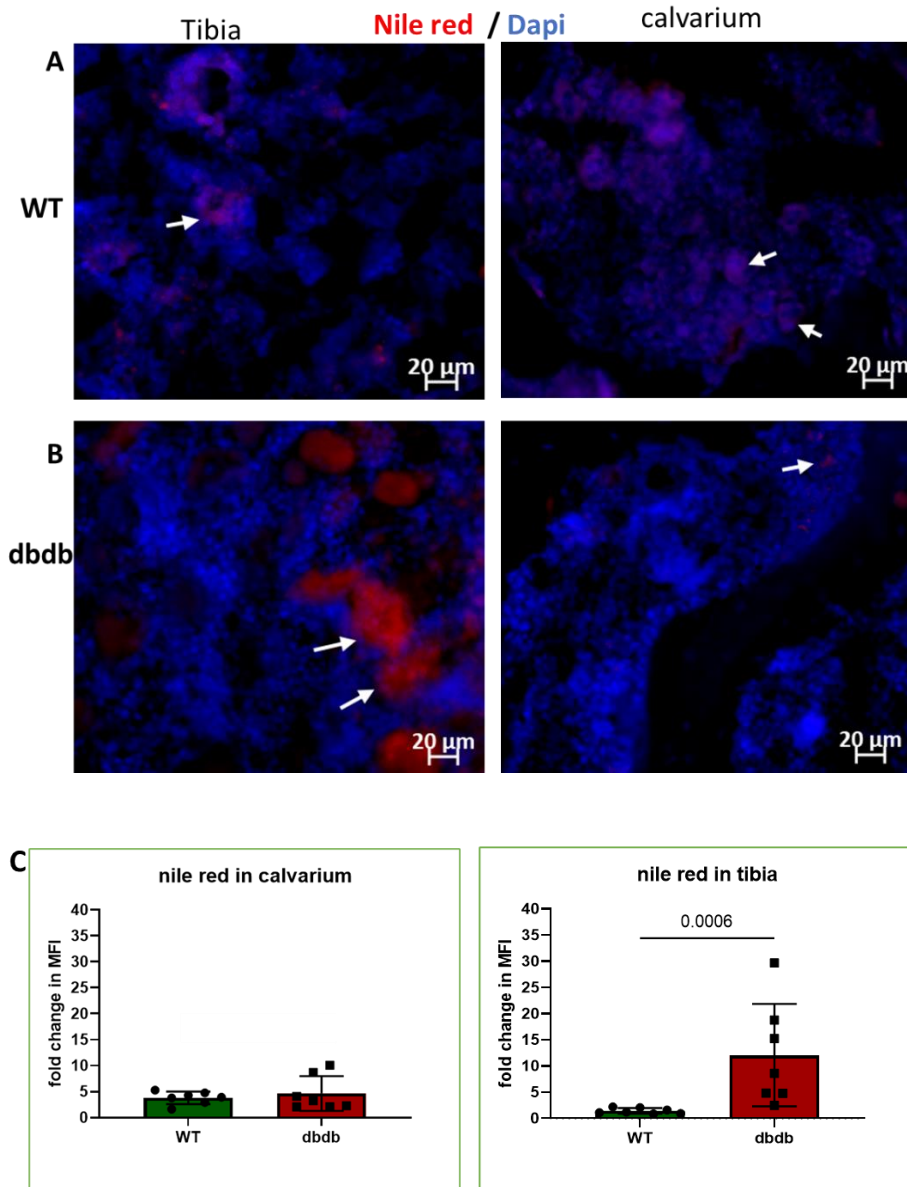 Tibia Nile red / Dapi calvarium
A
WT
20 µm 20 µm
B
dbdb
20 µm 20 µm
C
nile red in calvarium
40
35
30
25
20
15
10
5
0
fold change in MFI
WT dbdb
nile red in tibia
0.0006
40
35
30
25
20
15
10
5
0
fold change in MFI
WT dbdb